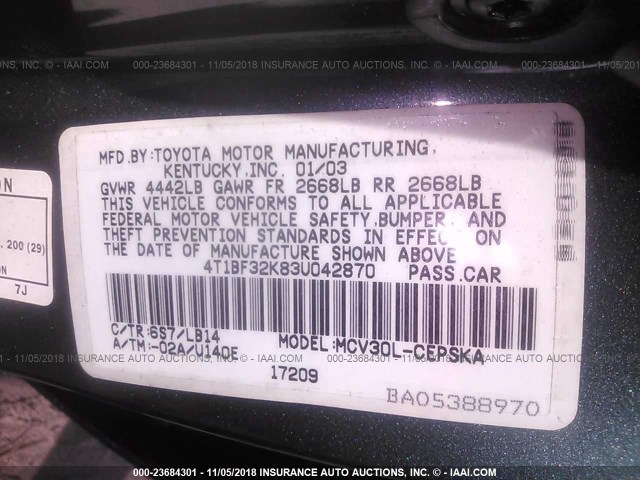 000-23684301 - 11/05/2018 INSURANCE AUTO AUCTIONS, INC. - IAAI.COM
MFD.BY:TOYOTA MOTOR MANUFACTURING,
KENTUCKY,INC. 01/03
GVWR 4442LB GAWR FR 2668LB RR 2668LB
THIS VEHICLE CONFORMS TO ALL APPLICABLE
FEDERAL MOTOR VEHICLE SAFETY,BUMPER, AND
THEFT PREVENTION STANDARDS IN EFFECT ON
THE DATE OF MANUFACTURE SHOWN ABOVE
4T1BF32K83U042870 PASS.CAR
C/TR:6S7/LB14
MODEL:MCV30L-CEPSKA
A/TM:-02A/U140E
17209
BA05388970
200 (29)
7J
000-23684301 - 11/05/2018 INSURANCE AUTO AUCTIONS, INC. - IAAI.COM